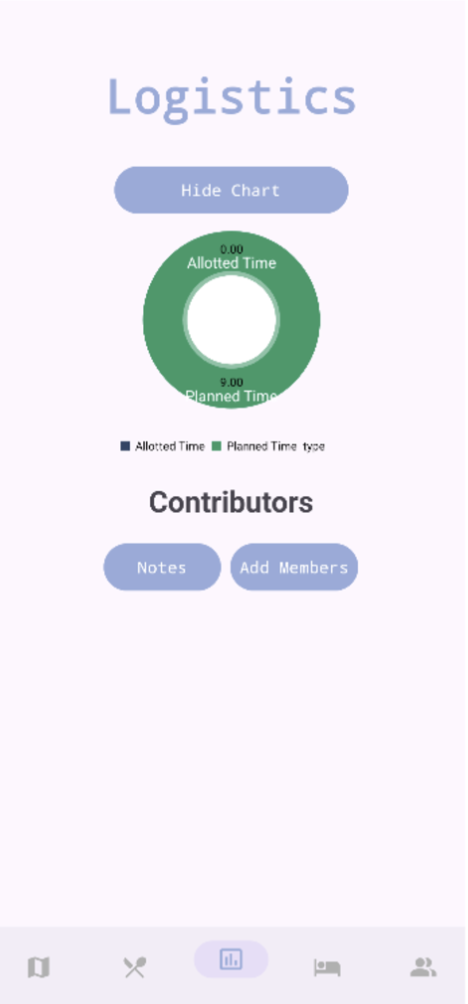 Logistics
Hide Chart
0.00
Allotted Time
9.00
Planned Time
Allotted Time Planned Time type
Contributors
Notes Add Members